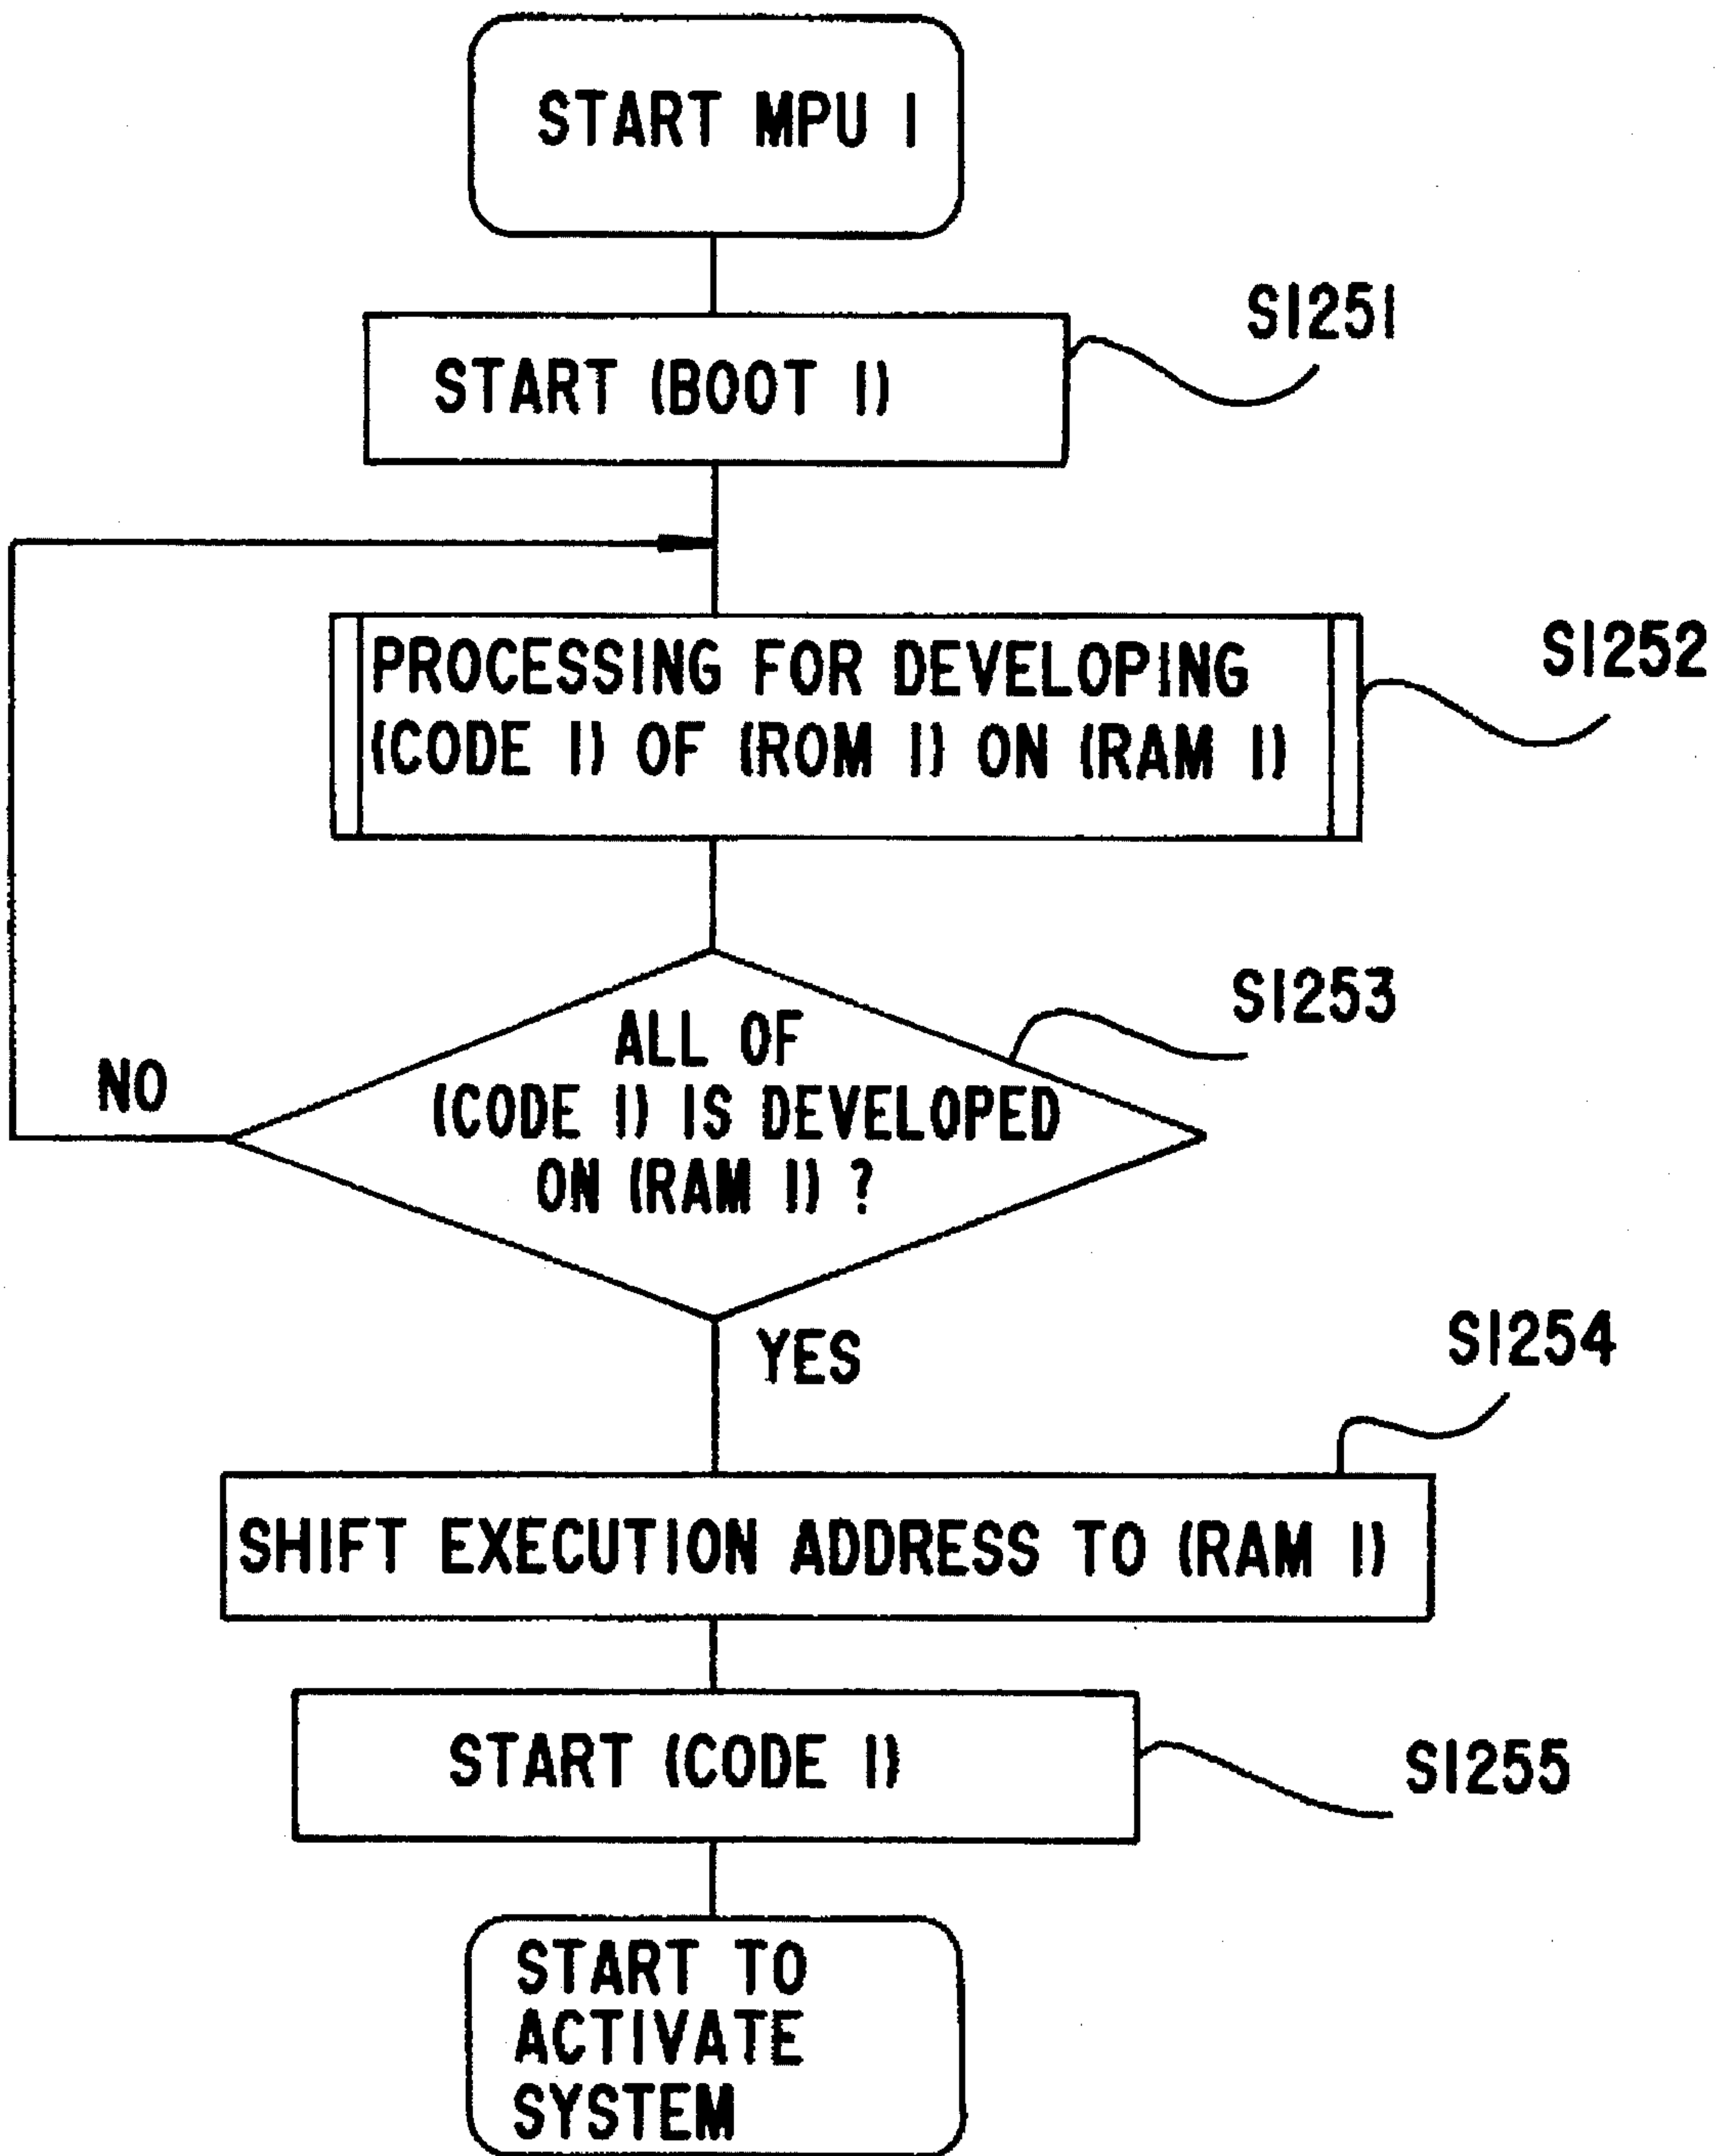 START MPU 1
S1251
START (BOOT 1)
S1252
PROCESSING FOR DEVELOPING
(CODE 1) OF (ROM 1) ON (RAM 1)
S1253
ALL OF
(CODE 1) IS DEVELOPED
ON (RAM 1) ?
NO
YES
S1254
SHIFT EXECUTION ADDRESS TO (RAM 1)
START (CODE 1)
S1255
START TO
ACTIVATE
SYSTEM